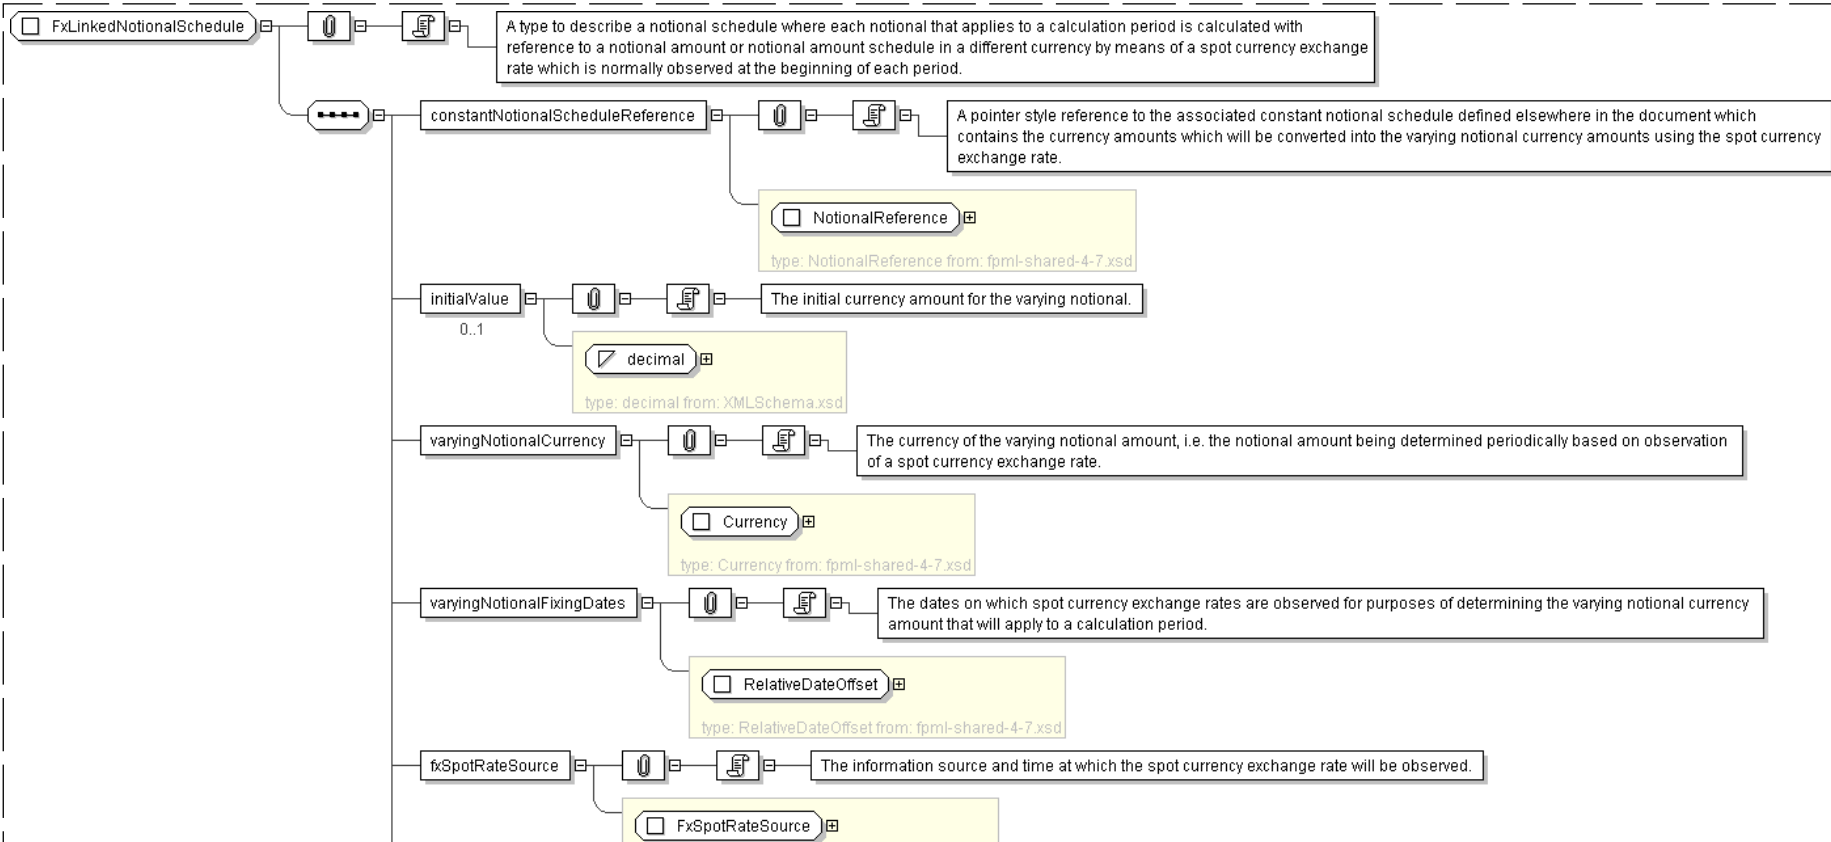 FxLinkedNotionalSchedule
A type to describe a notional schedule where each notional that applies to a calculation period is calculated with
reference to a notional amount or notional amount schedule in a different currency by means of a spot currency exchange
rate which is normally observed at the beginning of each period.
constantNotionalScheduleReference
A pointer style reference to the associated constant notional schedule defined elsewhere in the document which
contains the currency amounts which will be converted into the varying notional currency amounts using the spot currency
exchange rate.
NotionalReference
type: NotionalReference from: fpml-shared-4-7.xsd
initialValue
The initial currency amount for the varying notional.
0..1
decimal
type: decimal from: XMLSchema.xsd
varyingNotionalCurrency
The currency of the varying notional amount, i.e. the notional amount being determined periodically based on observation
of a spot currency exchange rate.
Currency
type: Currency from: fpml-shared-4-7.xsd
varyingNotionalFixingDates
The dates on which spot currency exchange rates are observed for purposes of determining the varying notional currency
amount that will apply to a calculation period.
RelativeDateOffset
type: RelativeDateOffset from: fpml-shared-4-7.xsd
fxSpotRateSource
The information source and time at which the spot currency exchange rate will be observed.
FxSpotRateSource